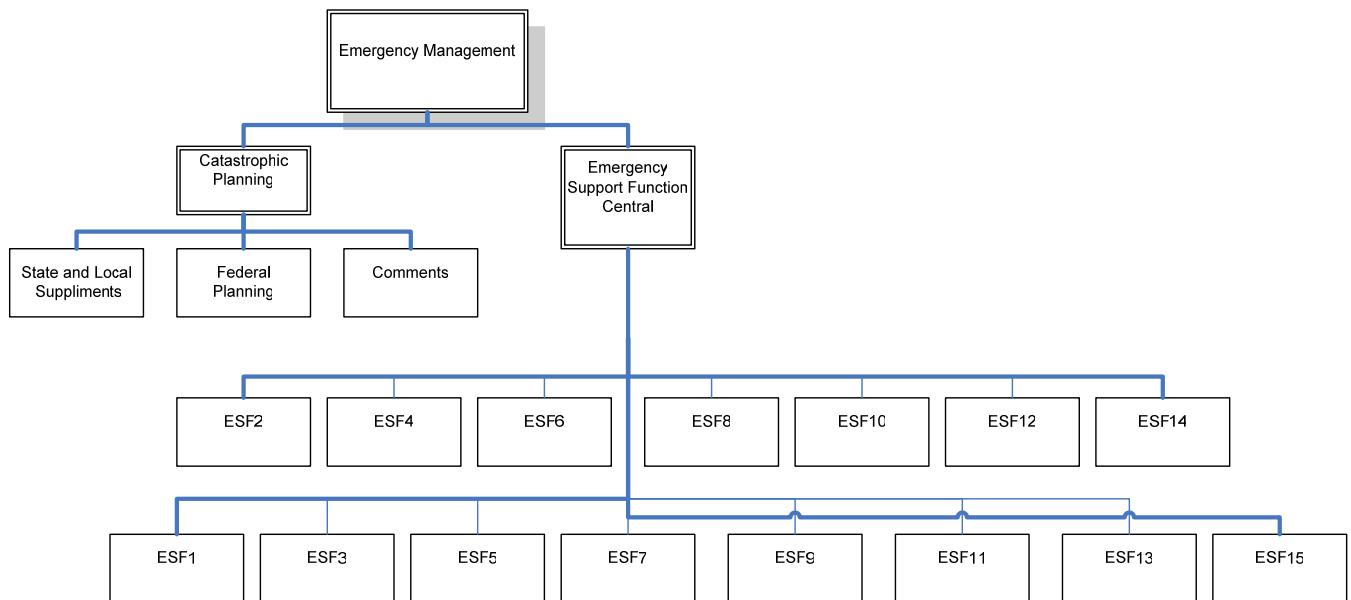 Emergency Management
Catastrophic
Planning
Emergency
Support Function
Central
State and Local
Suppliments
Federal
Planning
Comments
ESF2
ESF4
ESF6
ESF8
ESF10
ESF12
ESF14
ESF1
ESF3
ESF5
ESF7
ESF9
ESF11
ESF13
ESF15